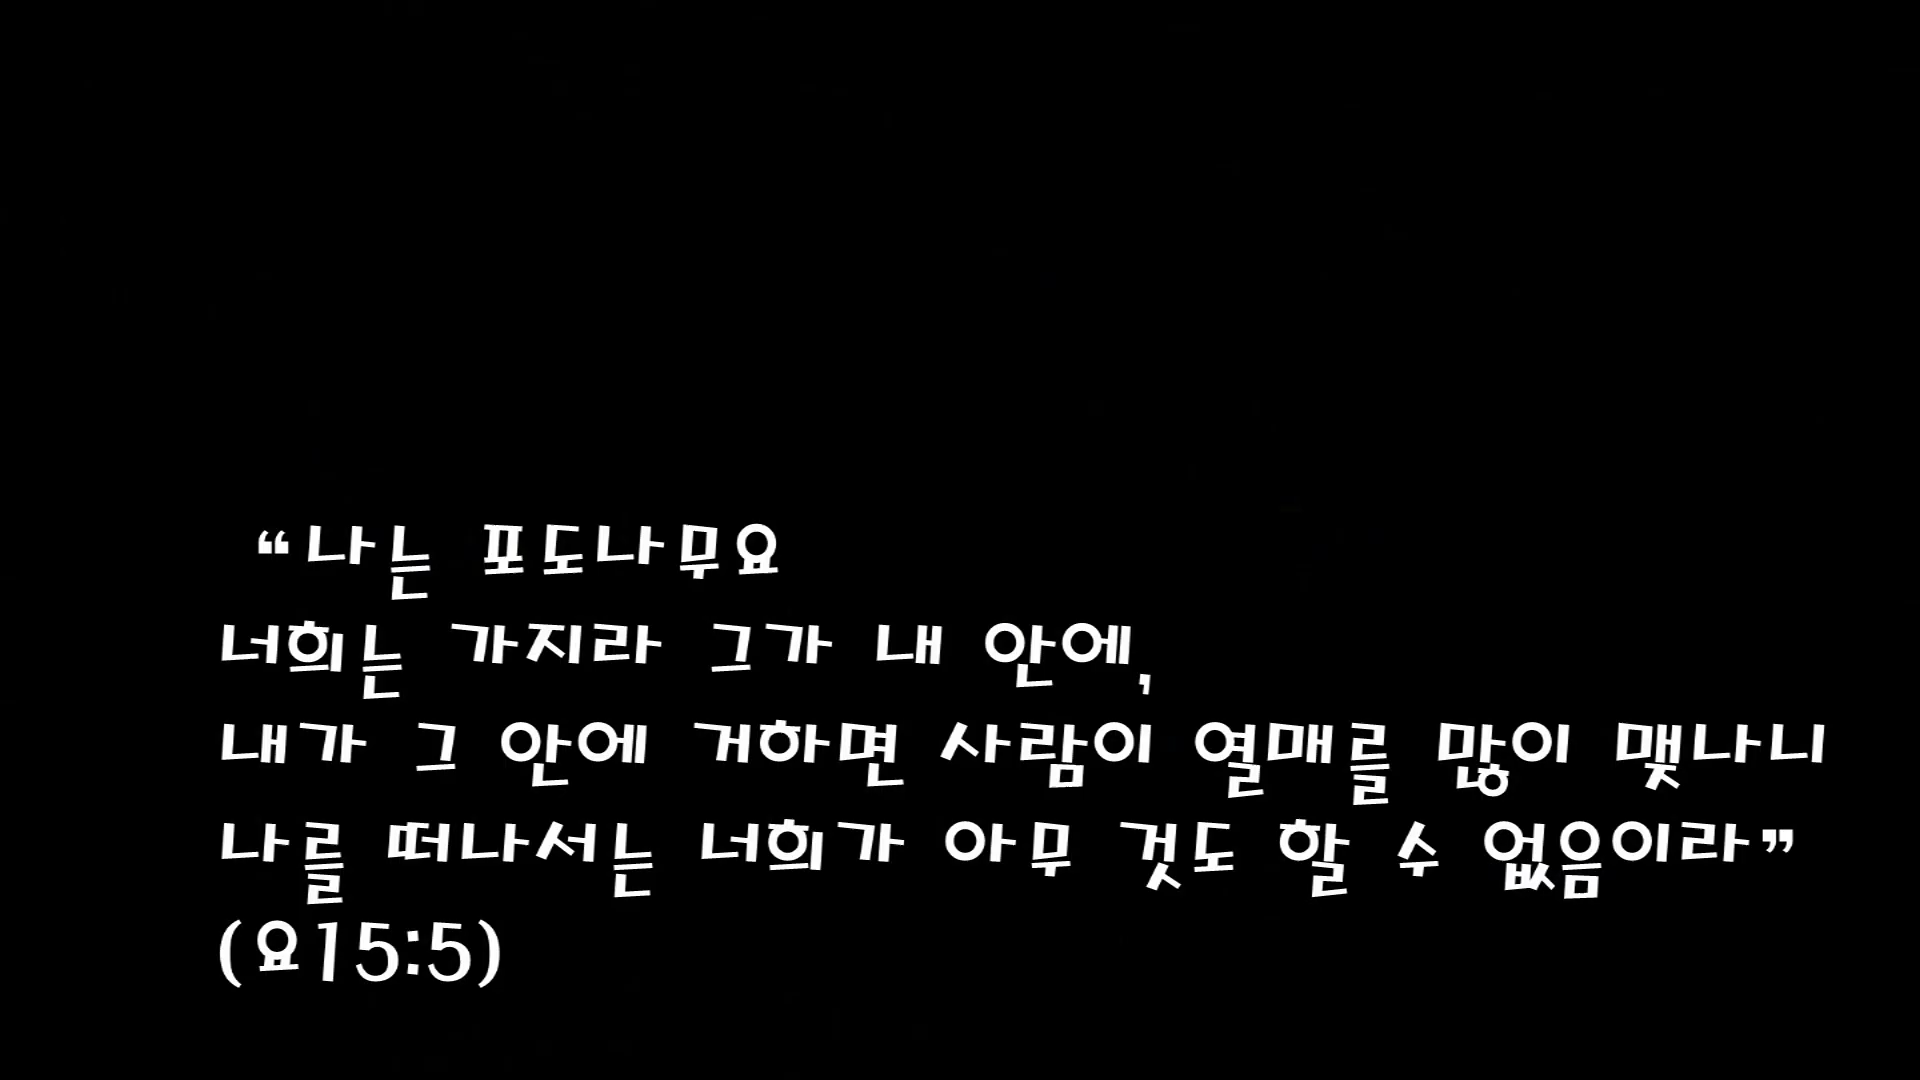 “나는 포도나무요
너희는 가지라 그가 내 안에,
내가 그 안에 거하면 사람이 열매를 많이 맺나니
나를 떠나서는 너희가 아무 것도 할 수 없음이라”
(요15:5)